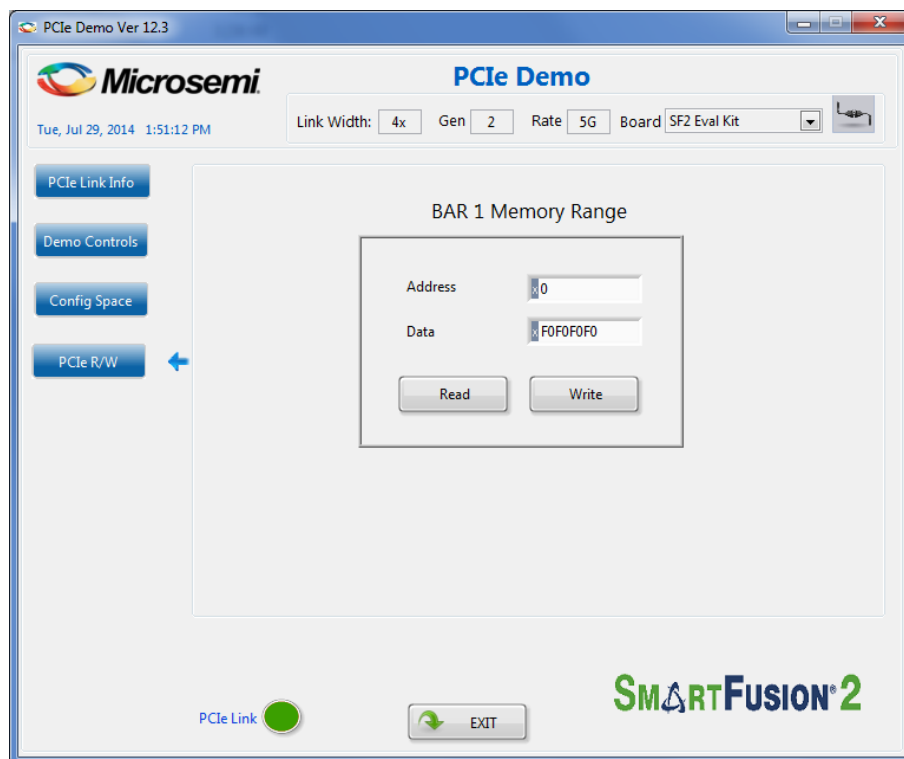 PCIe Demo Ver 12.3
Microsemi.
PCIe Demo
Tue, Jul 29, 2014 1:51:12 PM
Link Width: 4x Gen 2 Rate 5G Board SF2 Eval Kit
PCIe Link Info
Demo Controls
Config Space
PCIe R/W
BAR 1 Memory Range
Address x 0
Data x F0F0F0F0
Read Write
PCIe Link
EXIT
SMARTFUSION®2